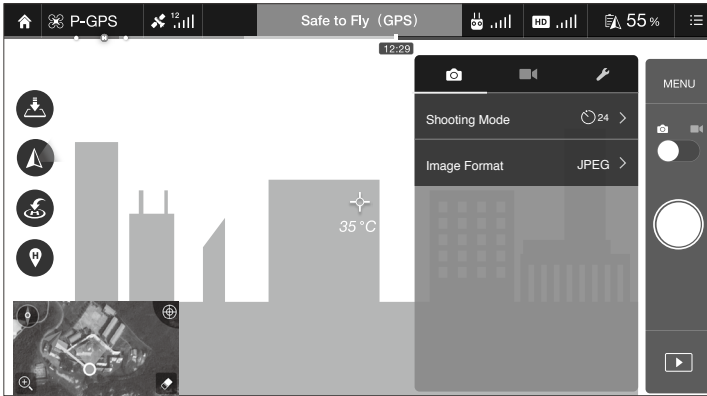 P-GPS
12
Safe to Fly (GPS)
HD
55%
H
12:29
MENU
Shooting Mode
24
Image Format
JPEG
35°C
H
H